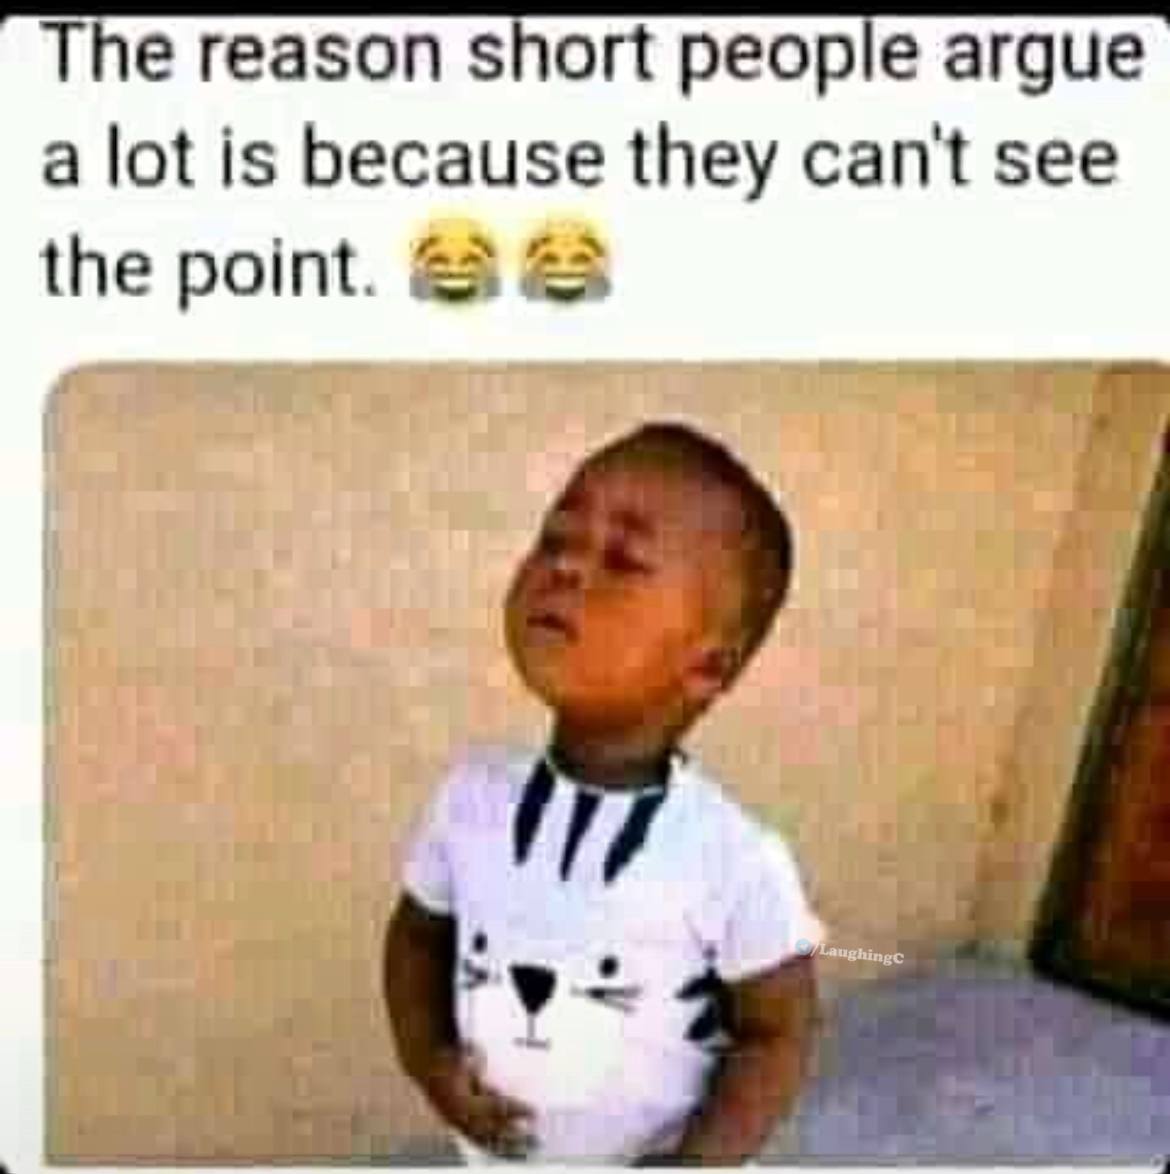 The reason short people argue
a lot is because they can't see
the point. 😂😂
/LaughingC